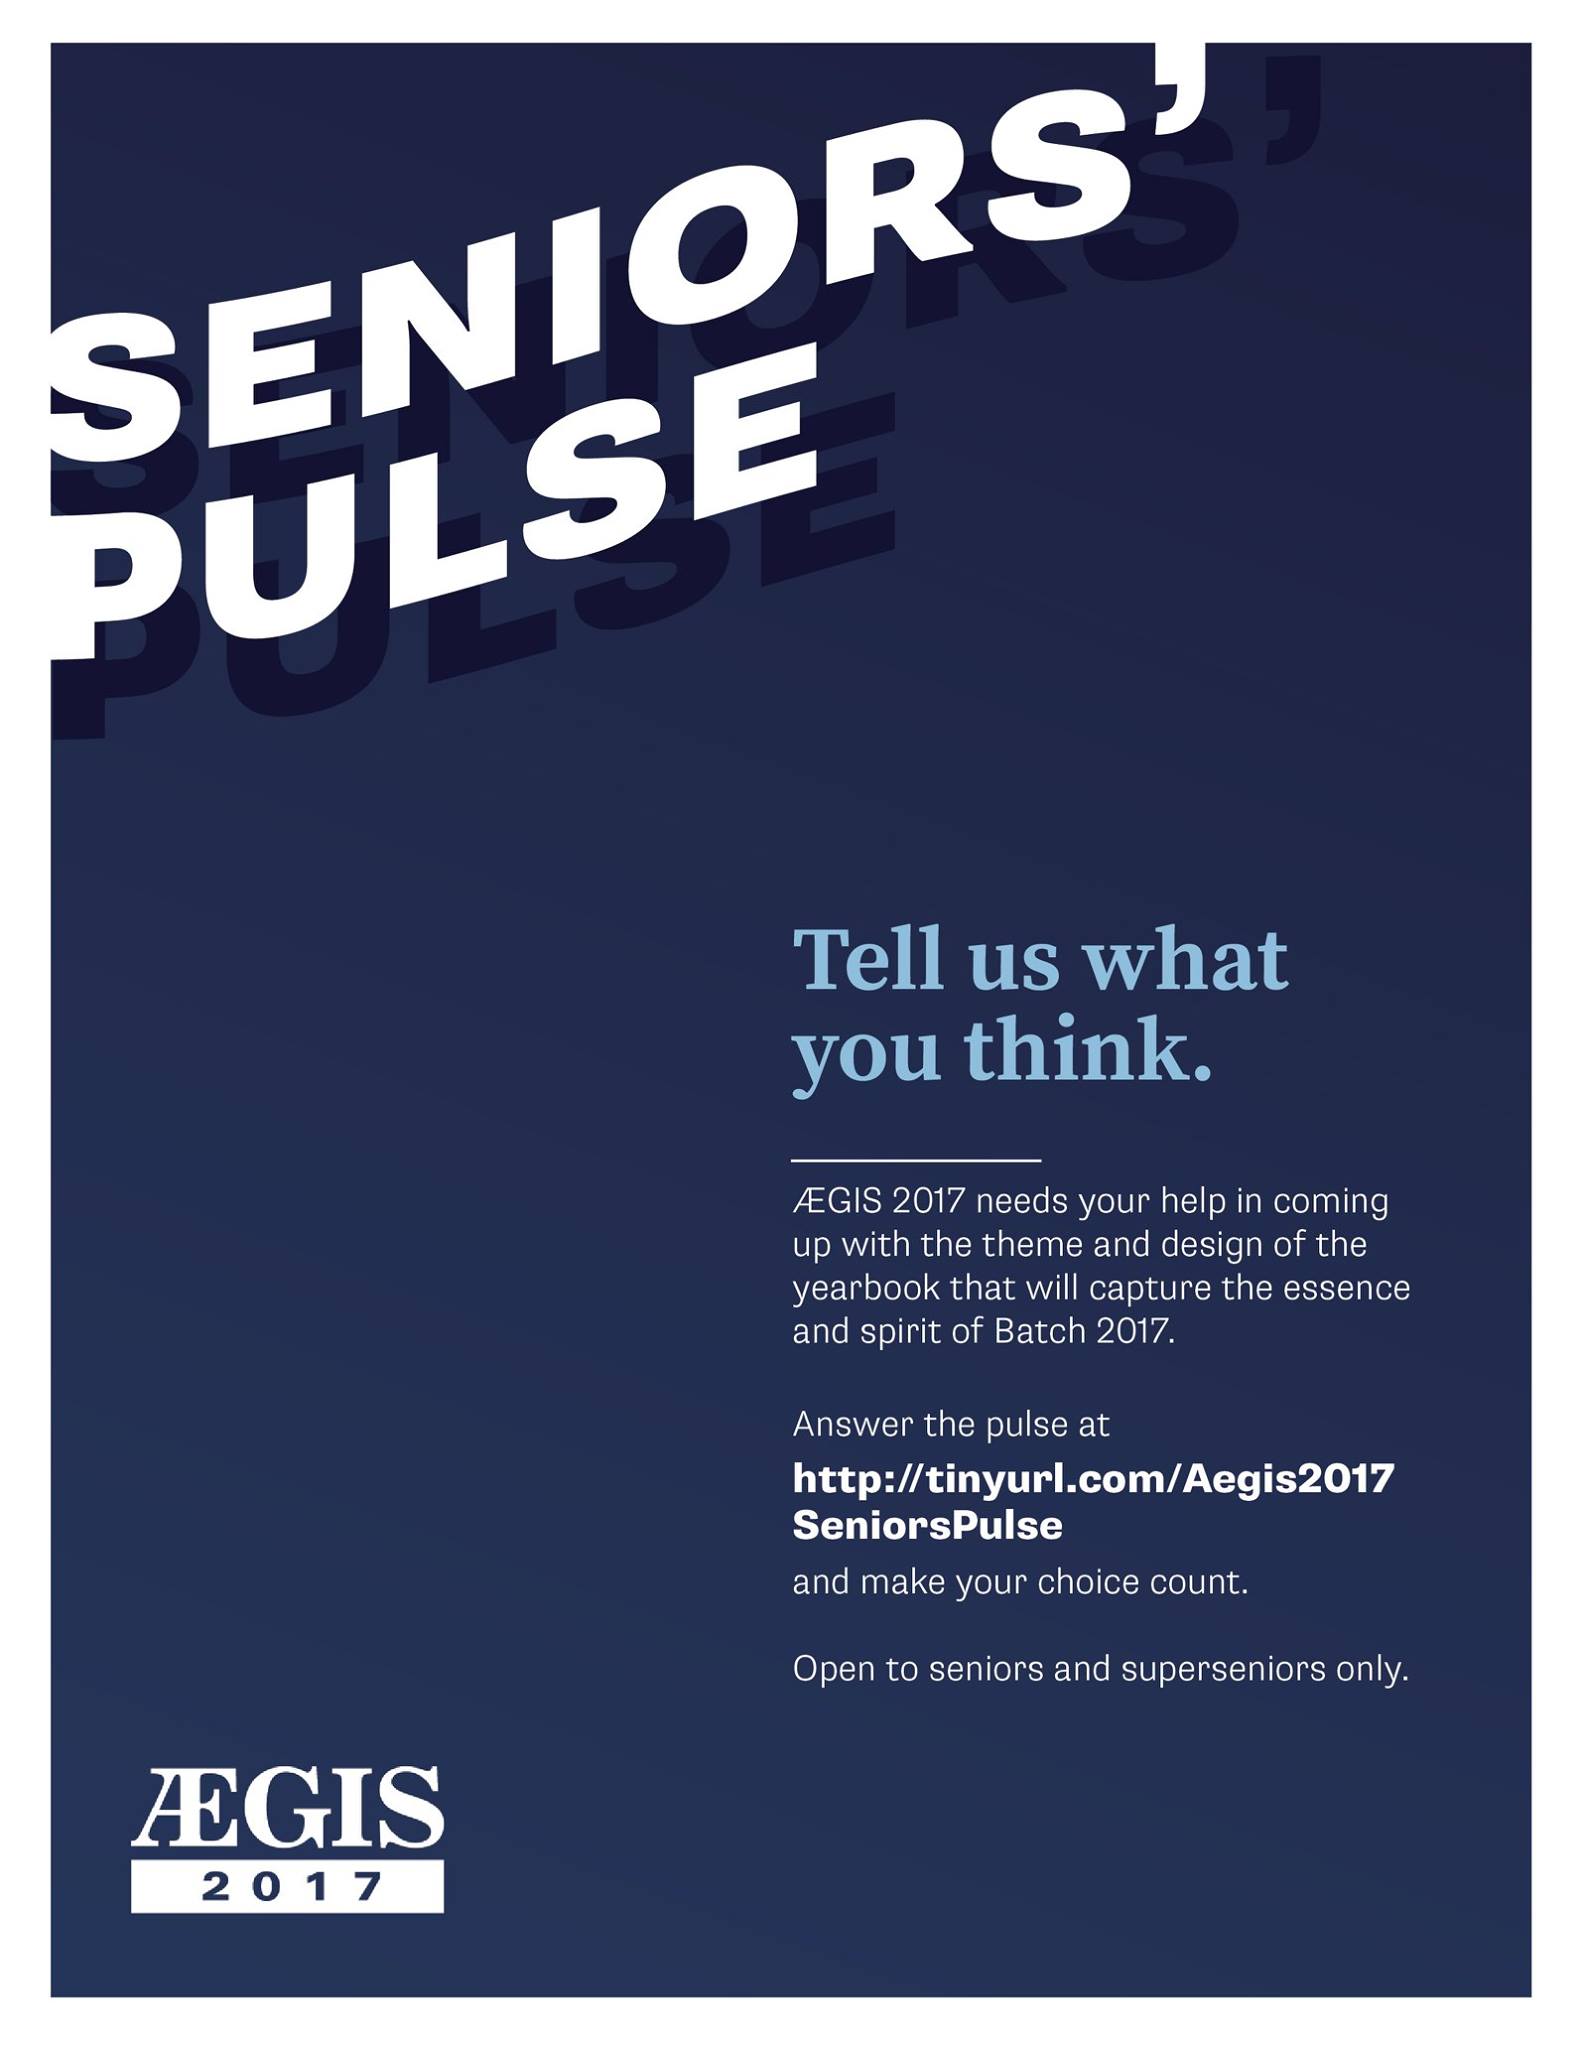 SENIORS’
PULSE
Tell us what
you think.
ÆGIS 2017 needs your help in coming
up with the theme and design of the
yearbook that will capture the essence
and spirit of Batch 2017.
Answer the pulse at
http://tinyurl.com/Aegis2017
SeniorsPulse
and make your choice count.
Open to seniors and superseniors only.
ÆGIS
2017